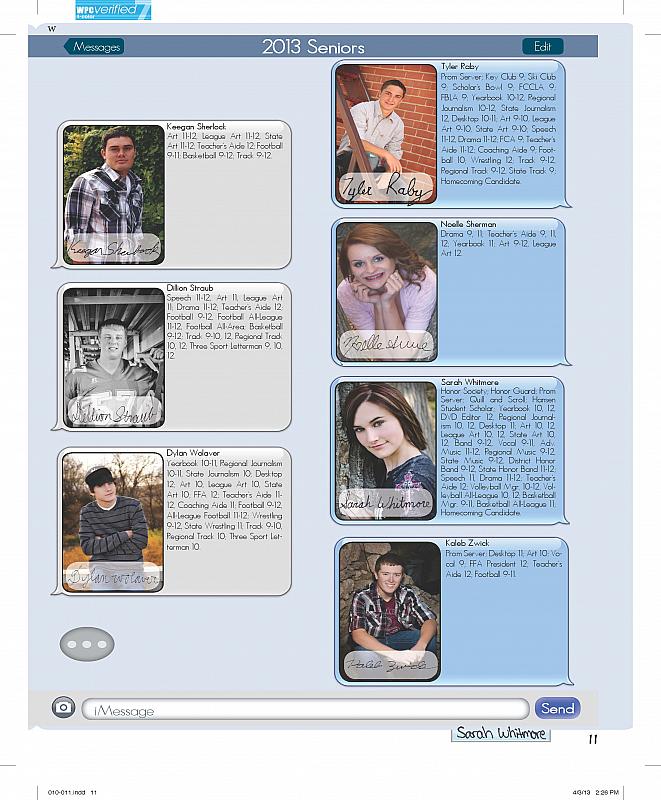 WPCverified
4-color
7
W
Messages
2013 Seniors
Edit
Keegan Sherlock
Art 11-12, League Art 11-12, State
Art 11-12; Teacher's Aide 12; Football
9-11; Basketball 9-12; Track 9-12.
Keegan Sherlock
Dillion Straub
Speech 11-12, Art 11, League Art
11; Drama 11-12; Teacher's Aide 12;
Football 9-12, Football All-League
11-12, Football All-Area; Basketball
9-12; Track 9-10, 12, Regional Track
10, 12; Three Sport Letterman 9, 10,
12.
Dillion Straub
Dylan Wolaver
Yearbook 10-11, Regional Journalism
10-11, State Journalism 10; Desktop
12; Art 10, League Art 10, State
Art 10; FFA 12; Teacher's Aide 11-
12; Coaching Aide 11; Football 9-12,
All-League Football 11-12; Wrestling
9-12, State Wrestling 11; Track 9-10,
Regional Track 10; Three Sport Let-
terman 10.
Dylan Wolaver
Tyler Raby
Prom Server; Key Club 9; Ski Club
9; Scholar's Bowl 9; FCCLA 9;
FBLA 9; Yearbook 10-12, Regional
Journalism 10-12, State Journalism
12; Desktop 10-11; Art 9-10, League
Art 9-10, State Art 9-10; Speech
11-12; Drama 11-12; FCA 9; Teacher's
Aide 11-12; Coaching Aide 9; Foot-
ball 10; Wrestling 12; Track 9-12,
Regional Track 9-12, State Track 9;
Homecoming Candidate.
Tyler Raby
Noelle Sherman
Drama 9, 11; Teacher's Aide 9, 11,
12; Yearbook 11; Art 9-12, League
Art 12.
Sarah Whitmore
Honor Society; Honor Guard; Prom
Server; Quill and Scroll; Hansen
Student Scholar; Yearbook 10, 12,
DVD Editor 12, Regional Journal-
ism 10, 12; Desktop 11; Art 10, 12,
League Art 10, 12, State Art 10,
12; Band 9-12; Vocal 9-11; Adv.
Music 11-12, Regional Music 9-12,
State Music 9-12, District Honor
Band 9-12, State Honor Band 11-12;
Speech 11; Drama 11-12; Teacher's
Aide 12; Volleyball Mgr. 10-12, Vol-
leyball All-League 10, 12; Basketball
Mgr. 9-11, Basketball All-League 11;
Homecoming Candidate.
Sarah Whitmore
Kaleb Zwick
Prom Server; Desktop 11; Art 10; Vo-
cal 9; FFA President 12; Teacher's
Aide 12; Football 9-11.
Kaleb Zwick
iMessage
Send
Sarah Whitmore
11
010-011.indd 11
4/3/13 2:26 PM